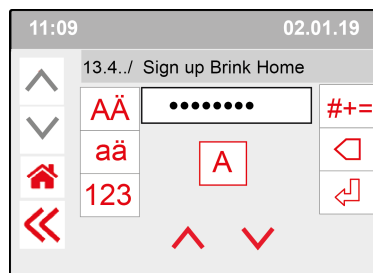 11:09 02.01.19
13.4../ Sign up Brink Home
AÄ ●●●●●●●● #+=
aä A
123